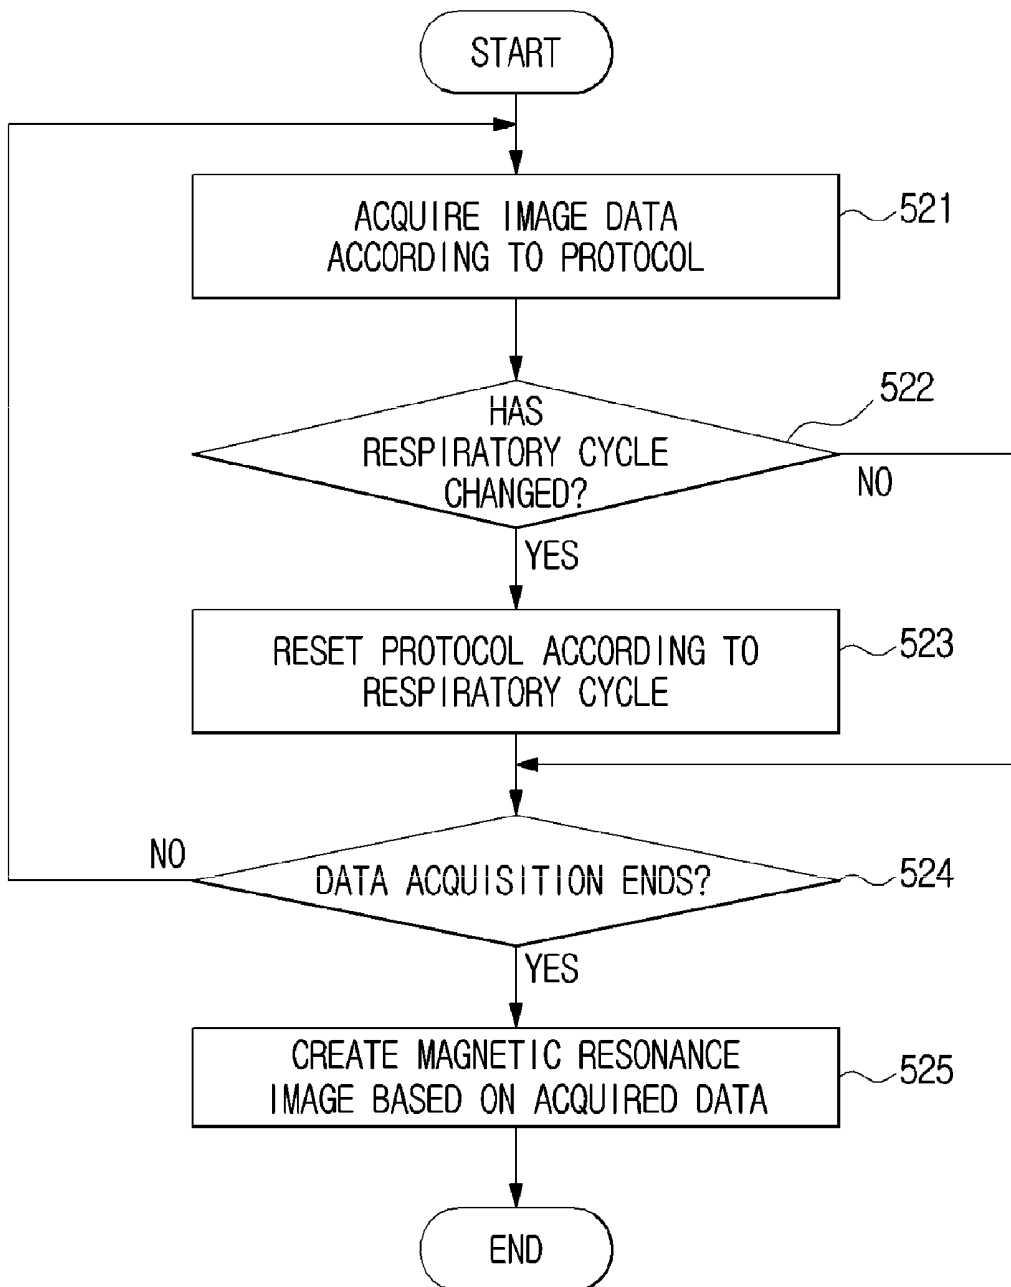 START
ACQUIRE IMAGE DATA
ACCORDING TO PROTOCOL
521
HAS
RESPIRATORY CYCLE
CHANGED?
522
NO
YES
RESET PROTOCOL ACCORDING TO
RESPIRATORY CYCLE
523
NO
DATA ACQUISITION ENDS?
524
YES
CREATE MAGNETIC RESONANCE
IMAGE BASED ON ACQUIRED DATA
525
END